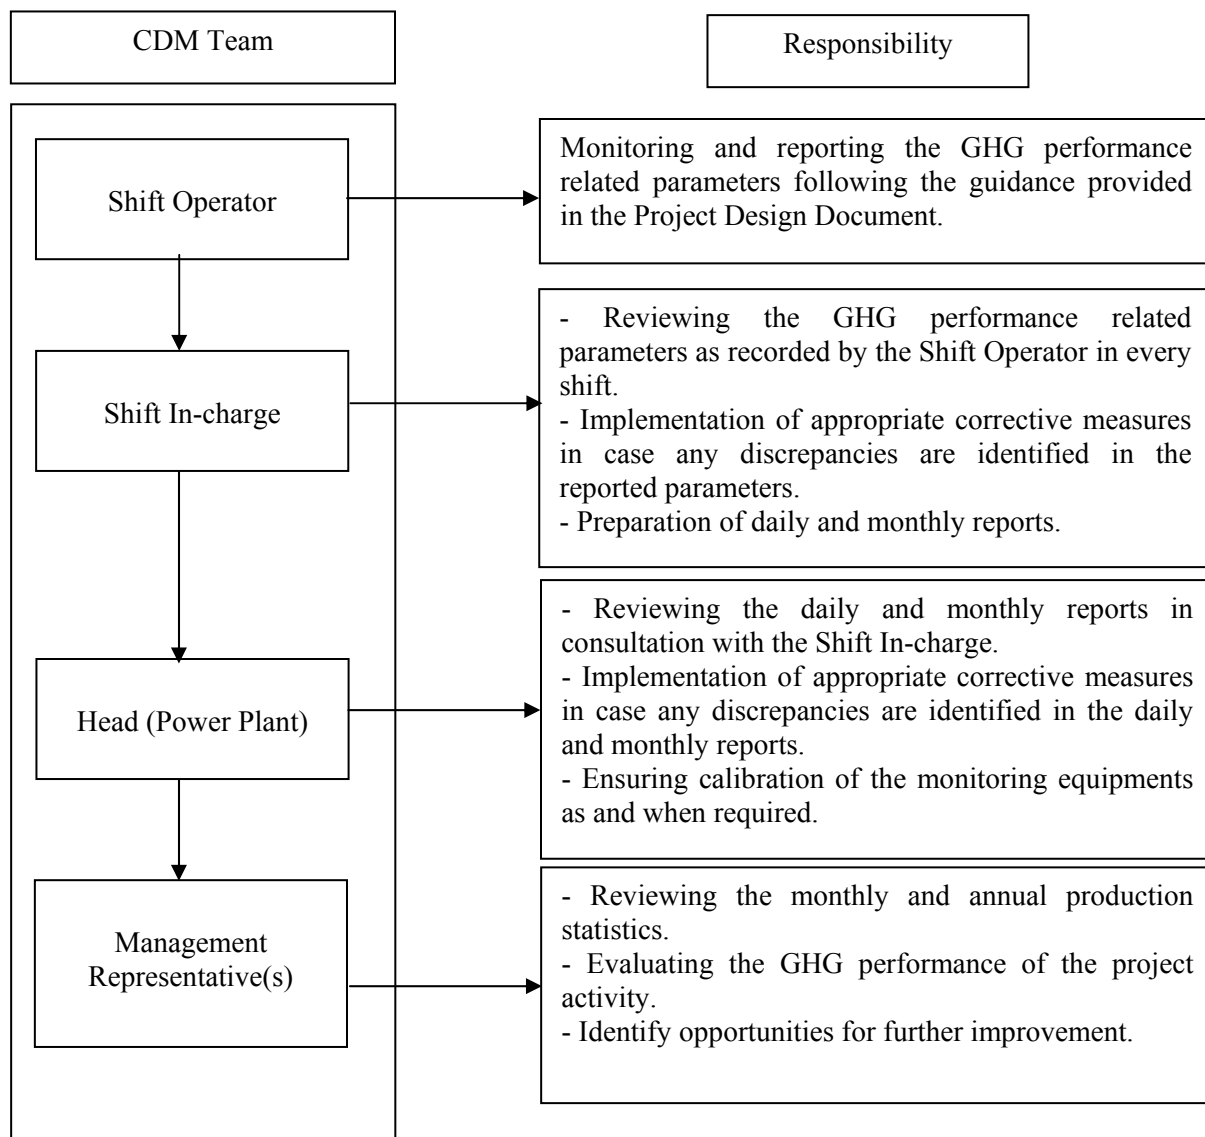 CDM Team
Responsibility
Shift Operator
Monitoring and reporting the GHG performance
related parameters following the guidance provided
in the Project Design Document.
Shift In-charge
- Reviewing the GHG performance related
parameters as recorded by the Shift Operator in every
shift.
- Implementation of appropriate corrective measures
in case any discrepancies are identified in the
reported parameters.
- Preparation of daily and monthly reports.
Head (Power Plant)
- Reviewing the daily and monthly reports in
consultation with the Shift In-charge.
- Implementation of appropriate corrective measures
in case any discrepancies are identified in the daily
and monthly reports.
- Ensuring calibration of the monitoring equipments
as and when required.
Management
Representative(s)
- Reviewing the monthly and annual production
statistics.
- Evaluating the GHG performance of the project
activity.
- Identify opportunities for further improvement.